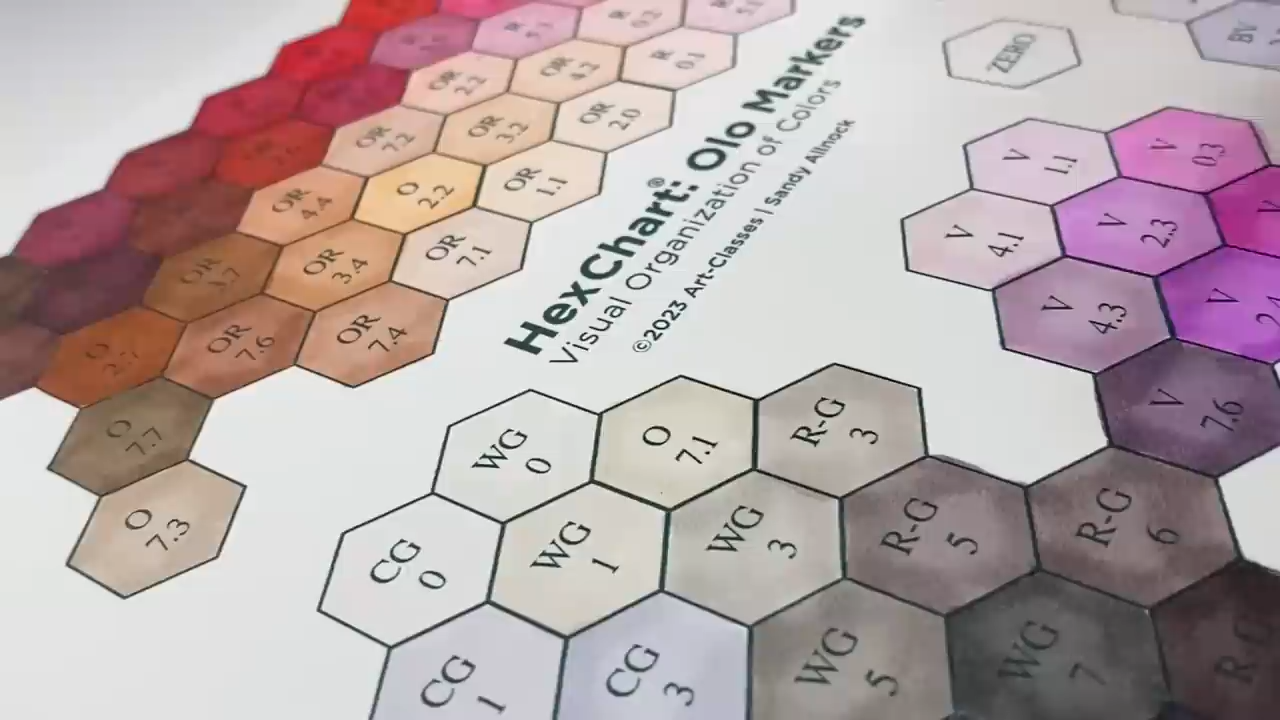 HexChart®: Olo Markers
Visual Organization of Colors
©2023 Art-Classes | Sandy Allnock
ZERO
BV
R
0.2
R
0.1
OR
2.2
OR
4.2
OR
7.2
OR
3.2
OR
2.0
OR
4.4
O
2.2
OR
1.1
OR
3.4
OR
7.1
O
OR
7.6
OR
7.4
O
7.7
O
7.3
V
1.1
V
0.3
V
4.1
V
2.3
V
4.3
V
V
7.6
WG
0
O
7.1
R-G
3
CG
0
WG
1
WG
3
R-G
5
R-G
6
CG
1
CG
3
WG
5
WG
7